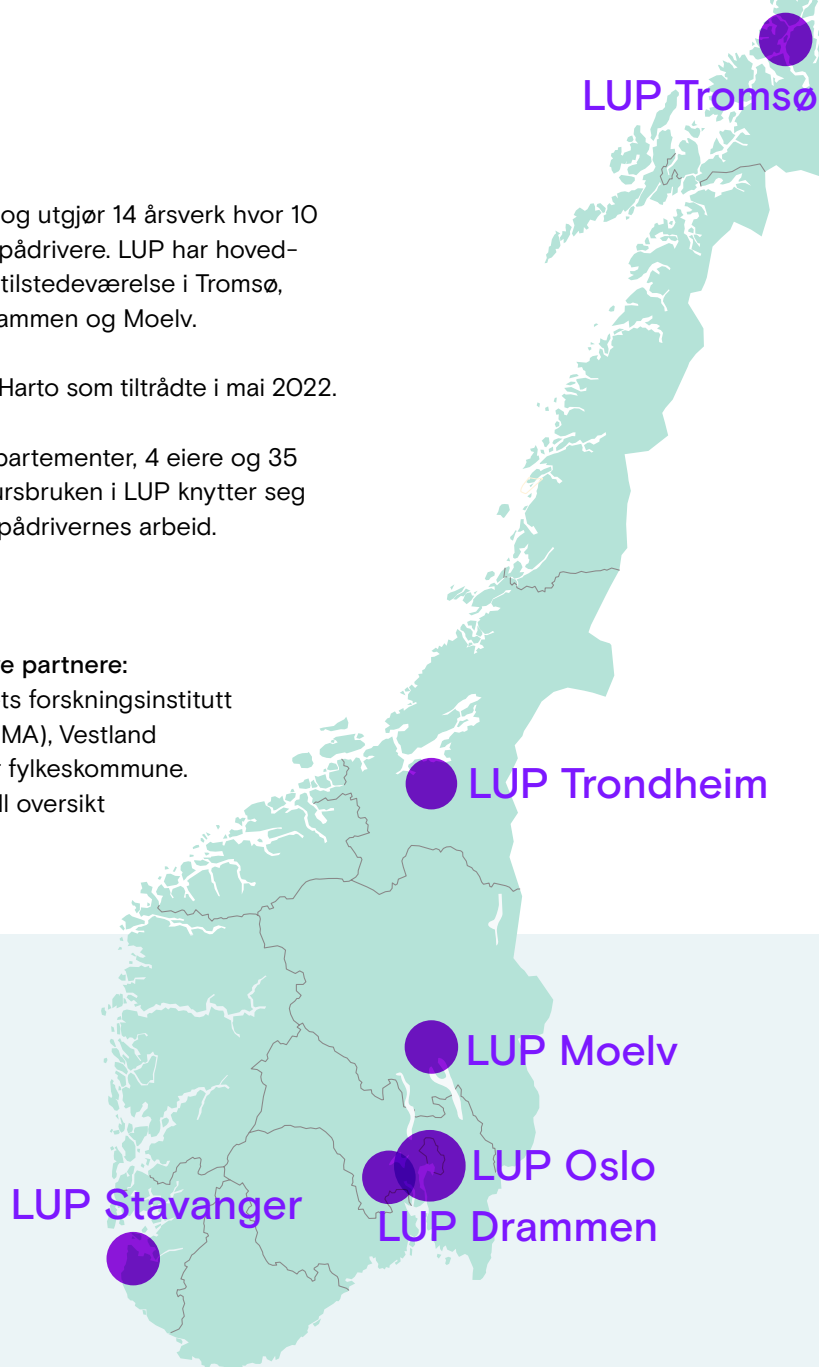 LUP Tromsø
og utgjør 14 årsverk hvor 10
pådrivere. LUP har hoved-
tilstedeværelse i Tromsø,
ammen og Moelv.
Harto som tiltrådte i mai 2022.
partementer, 4 eiere og 35
ursbruken i LUP knytter seg
pådrivernes arbeid.
e partnere:
ts forskningsinstitutt
MA), Vestland
r fylkeskommune.
ll oversikt
LUP Trondheim
LUP Moelv
LUP Oslo
LUP Stavanger
LUP Drammen